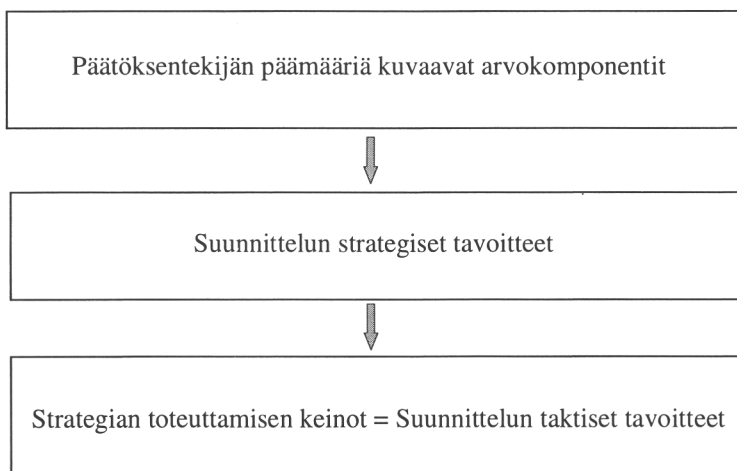 Päätöksentekijän päämääriä kuvaavat arvokomponentit
Suunnittelun strategiset tavoitteet
Strategian toteuttamisen keinot = Suunnittelun taktiset tavoitteet